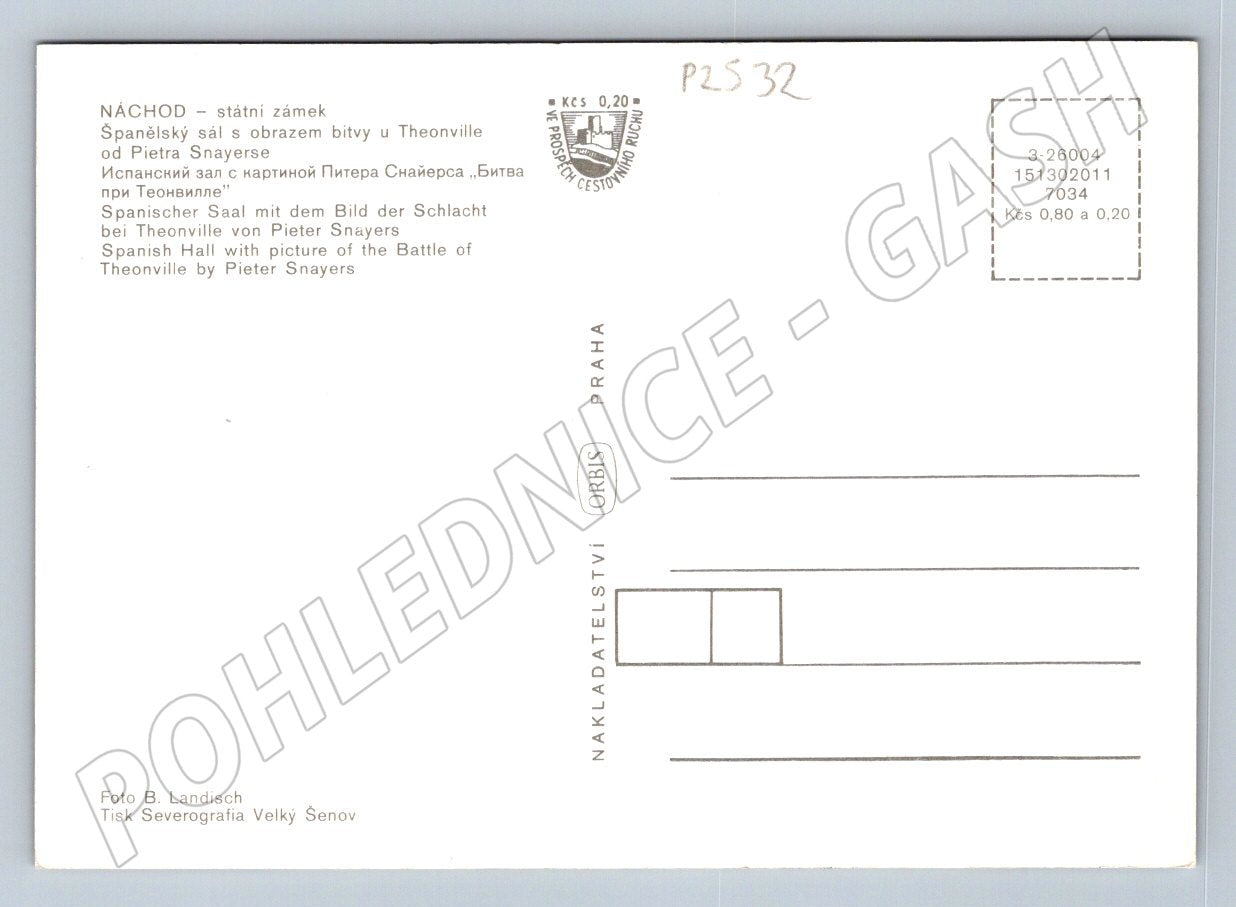 P2532
NÁCHOD – státní zámek
Španělský sál s obrazem bitvy u Theonville
od Pietra Snayerse
Испанский зал с картиной Питера Снайерса „Битва
при Теонвилле"
Spanischer Saal mit dem Bild der Schlacht
bei Theonville von Pieter Snayers
Spanish Hall with picture of the Battle of
Theonville by Pieter Snayers
Kčs 0,20
VE PROSPĚCH CESTOVNÍHO RUCHU
3-26004
151302011
7034
Kčs 0,80 a 0,20
NAKLADATELSTVÍ ORBIS PRAHA
POHLEDNICE - GASH
Foto B. Landisch
Tisk Severografia Velký Šenov